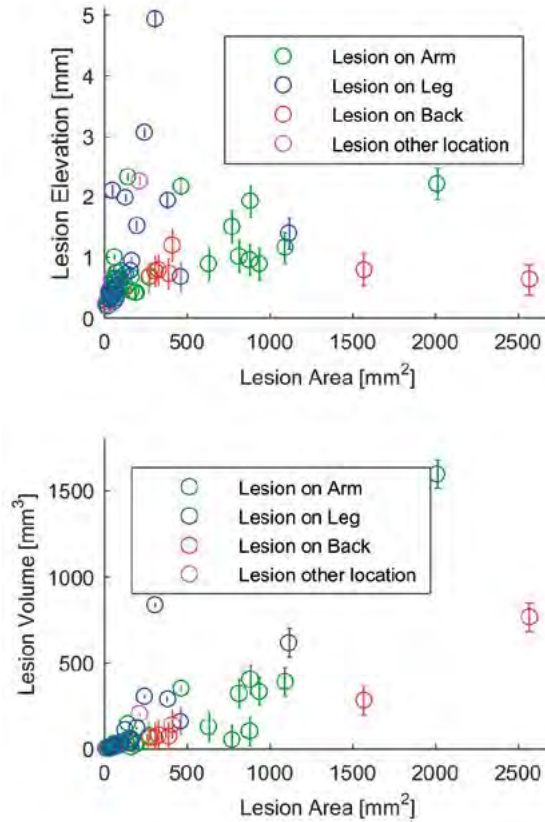 5
4
3
2
1
0
Lesion Elevation [mm]
Lesion on Arm
Lesion on Leg
Lesion on Back
Lesion other location
0 500 1000 1500 2000 2500
Lesion Area [mm²]
1500
1000
500
0
Lesion Volume [mm³]
Lesion on Arm
Lesion on Leg
Lesion on Back
Lesion other location
0 500 1000 1500 2000 2500
Lesion Area [mm²]